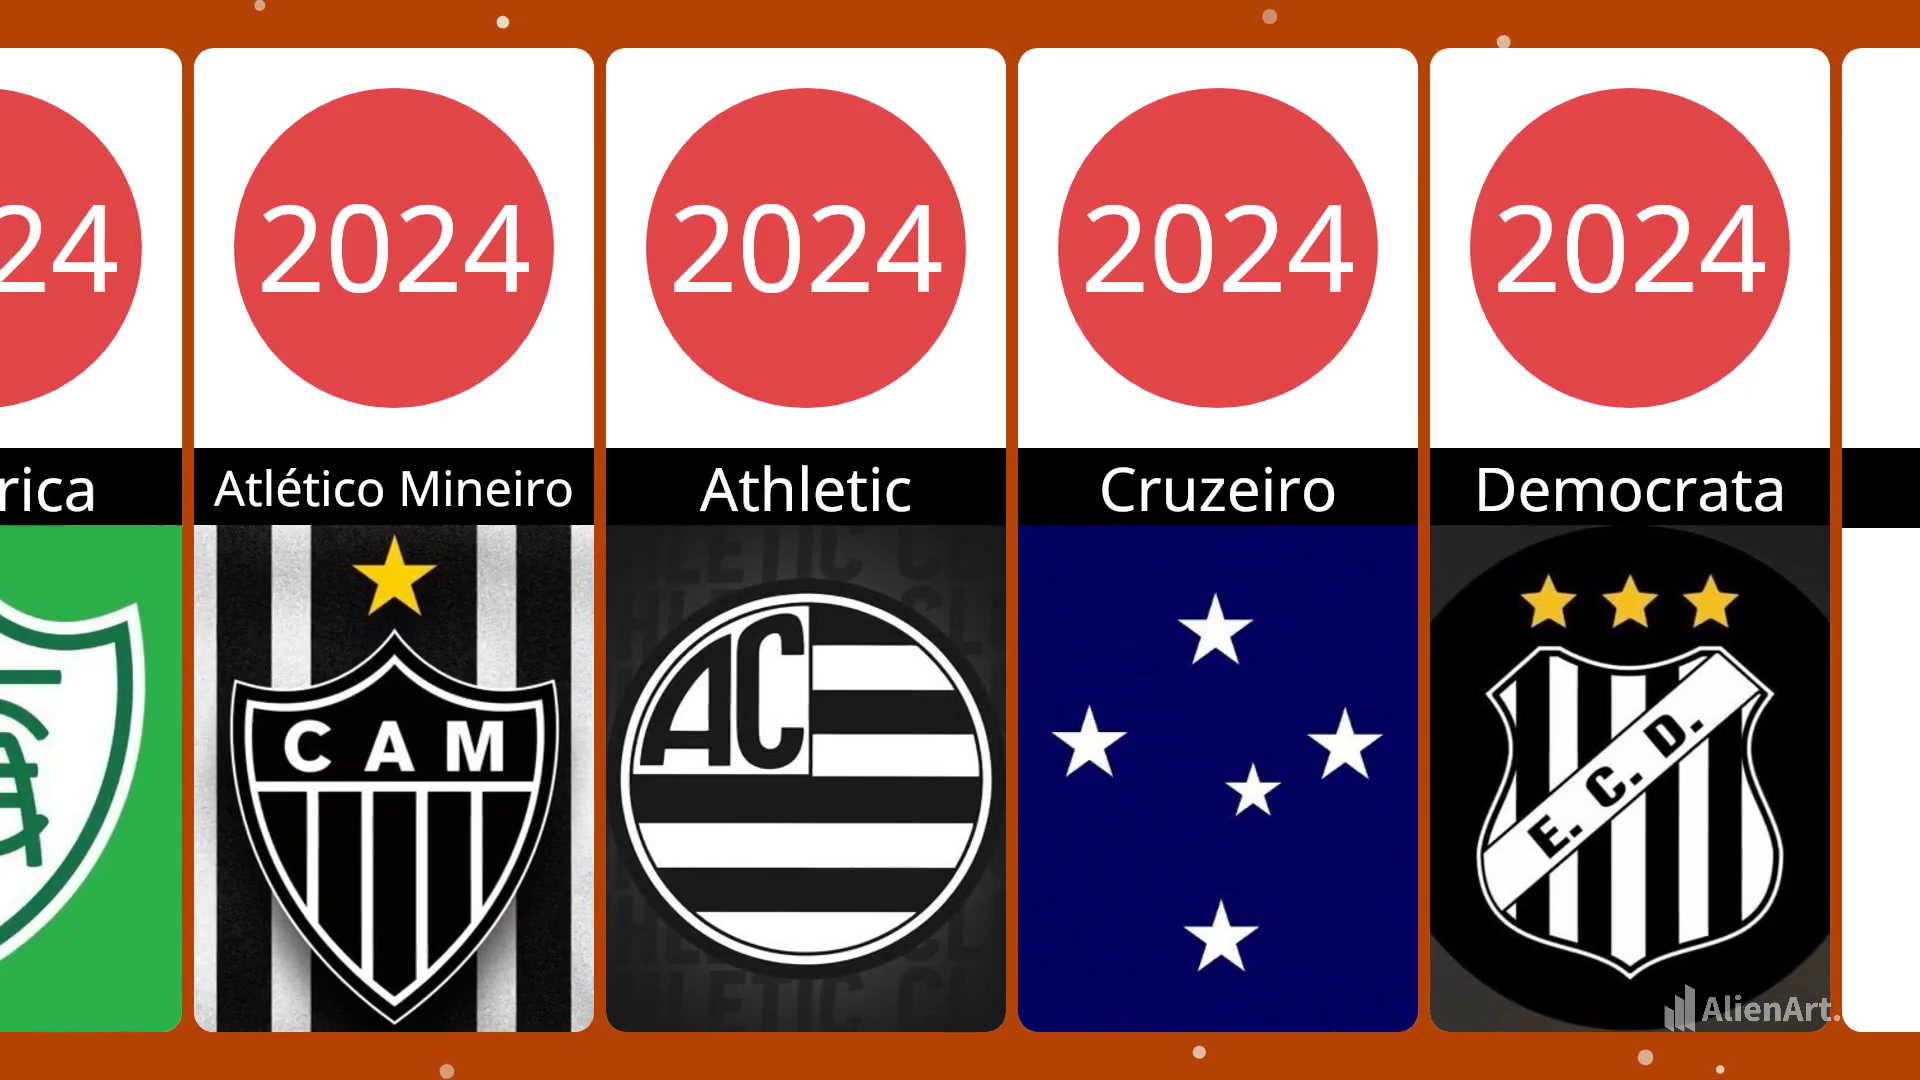 24
2024
2024
2024
2024
rica
Atlético Mineiro
Athletic
Cruzeiro
Democrata
CAM
AC
E. C. D.
AlienArt.